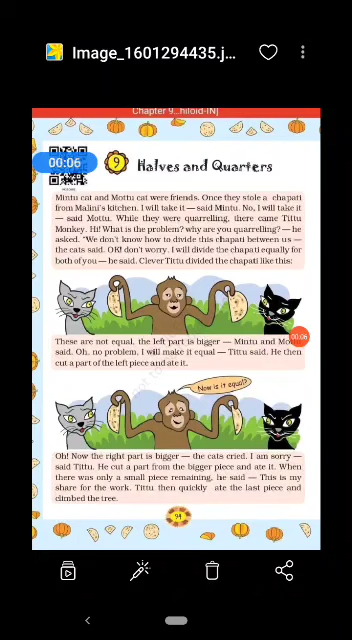 Image_1601294435.j...
Chapter 9...hiloid-IN]
00:06
9
Halves and Quarters
Mintu cat and Mottu cat were friends. Once they stole a chapati
from Malini's kitchen. I will take it — said Mintu. No, I will take it
— said Mottu. While they were quarrelling, there came Tittu
Monkey. Hi! What is the problem? why are you quarrelling? — he
asked. "We don't know how to divide this chapati between us —
the cats said. OK! don't worry. I will divide the chapati equally for
both of you — he said. Clever Tittu divided the chapati like this:
00:06
These are not equal, the left part is bigger — Mintu and Mo
said. Oh, no problem, I will make it equal — Tittu said. He then
cut a part of the left piece and ate it.
Now is it equal?
Oh! Now the right part is bigger — the cats cried. I am sorry —
said Tittu. He cut a part from the bigger piece and ate it. When
there was only a small piece remaining, he said — This is my
share for the work. Tittu then quickly ate the last piece and
climbed the tree.
94